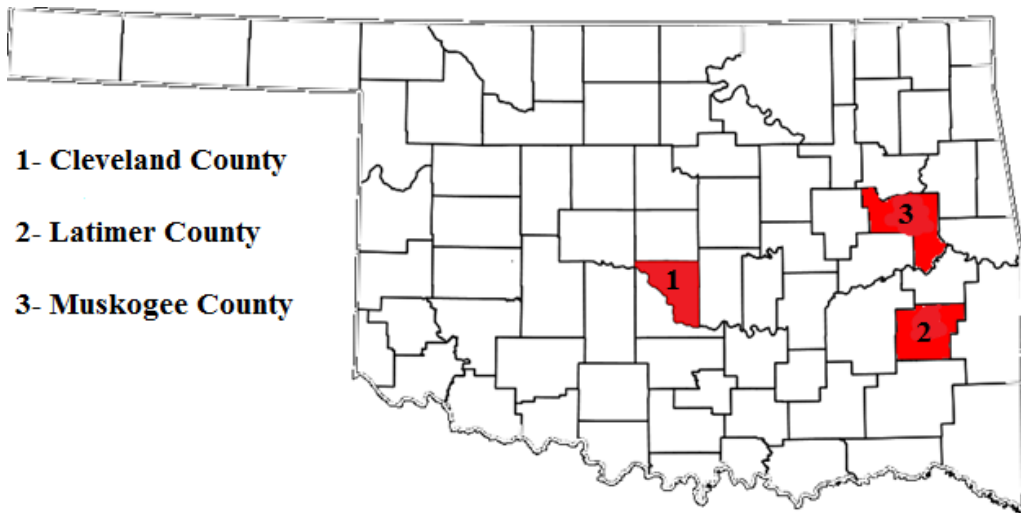 1- Cleveland County
2- Latimer County
3- Muskogee County
1
2
3